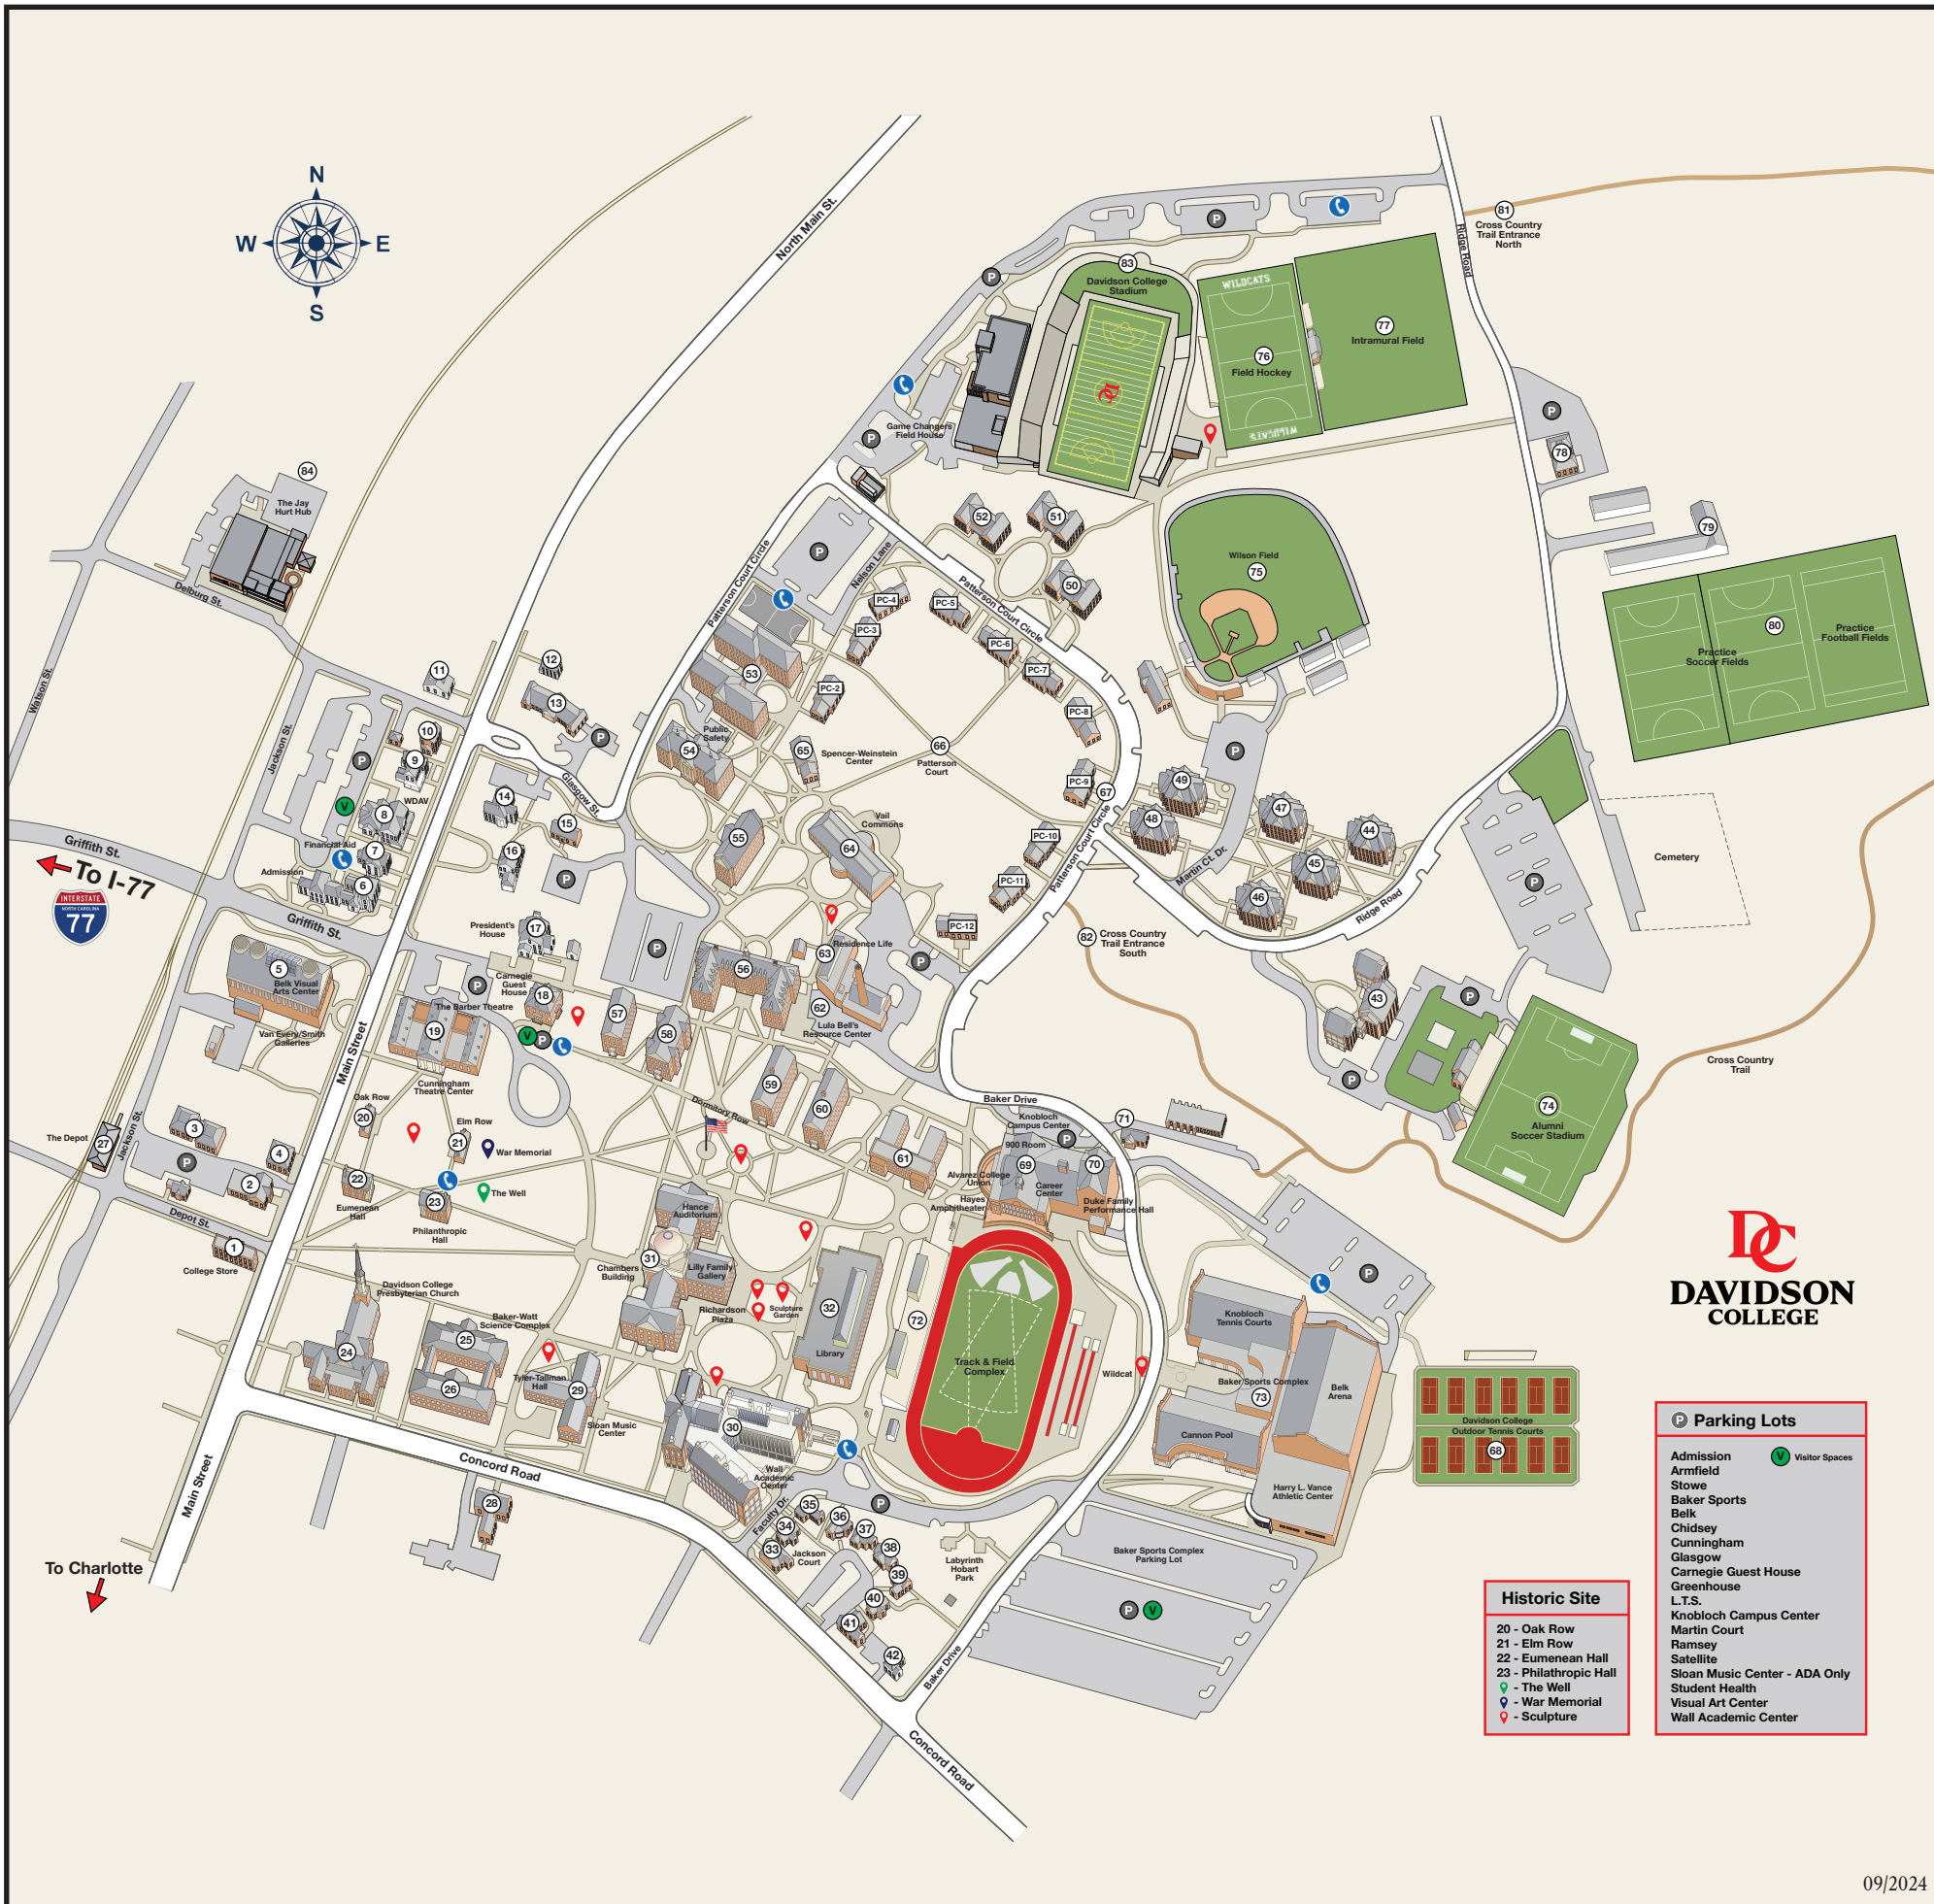 N
W
E
S
North Main St.
Ridge Road
81
Cross Country
Trail Entrance
North
P
P
83
Davidson College
Stadium
WILDCATS
76
Field Hockey
WILDCATS
77
Intramural Field
DC
Game Changers
Field House
P
P
78
79
84
The Jay
Hurt Hub
Delburg St.
Watson St.
Jackson St.
52
51
50
Wilson Field
75
Patterson Court Circle
P
Nelson Lane
Patterson Court Circle
PC-4
PC-5
PC-3
PC-6
PC-7
PC-2
PC-8
PC-9
80
Practice
Football Fields
Practice
Soccer Fields
11
12
13
10
9
P
P
53
Public
Safety
54
65
Spencer-Weinstein
Center
66
Patterson
Court
67
49
P
48
47
44
45
46
V
8
WDAV
14
Glasgow St.
15
Financial Aid
7
16
Admission
6
P
55
Vail
Commons
64
PC-10
Patterson Court Circle
PC-11
PC-12
Martin Ct. Dr.
Ridge Road
P
Cemetery
Griffith St.
To I-77
INTERSTATE
NORTH CAROLINA
77
Griffith St.
President's
House
17
P
5
Belk Visual
Arts Center
Van Every/Smith
Galleries
Carnegie
Guest
House
18
P
The Barber Theatre
19
V
P
57
58
56
63
Residence Life
P
62
Lula Bell's
Resource Center
82
Cross Country
Trail Entrance
South
43
P
P
Cross Country
Trail
74
Alumni
Soccer Stadium
Main Street
Cunningham
Theatre Center
Oak Row
20
Elm Row
21
War Memorial
The Well
The Depot
27
Jackson St.
3
4
P
2
22
Eumenean
Hall
23
Philanthropic
Hall
Depot St.
1
College Store
Dormitory Row
59
60
61
Baker Drive
Knobloch
Campus Center
P
71
900 Room
69
70
Alvarez College
Union
Career
Center
Hayes
Amphitheater
Duke Family
Performance Hall
Hance
Auditorium
31
Chambers
Building
Lilly Family
Gallery
Richardson
Plaza
Sculpture
Garden
32
Library
72
Track & Field
Complex
Wildcat
Davidson College
Presbyterian Church
24
Baker-Watt
Science Complex
25
26
Tyler-Tallman
Hall
29
Sloan Music
Center
30
Wall
Academic
Center
P
Knobloch
Tennis Courts
Baker Sports Complex
73
Belk
Arena
Cannon Pool
Harry L. Vance
Athletic Center
Davidson College
Outdoor Tennis Courts
68
Main Street
Concord Road
28
Faculty Dr.
P
35
34
36
33
37
Jackson
Court
38
39
40
41
42
Labyrinth
Hobart
Park
Baker Sports Complex
Parking Lot
P
V
Baker Drive
Concord Road
To Charlotte
DC
DAVIDSON
COLLEGE
Historic Site
20 - Oak Row
21 - Elm Row
22 - Eumenean Hall
23 - Philathropic Hall
- The Well
- War Memorial
- Sculpture
P Parking Lots
Admission
V Visitor Spaces
Armfield
Stowe
Baker Sports
Belk
Chidsey
Cunningham
Glasgow
Carnegie Guest House
Greenhouse
L.T.S.
Knobloch Campus Center
Martin Court
Ramsey
Satellite
Sloan Music Center - ADA Only
Student Health
Visual Art Center
Wall Academic Center
09/2024